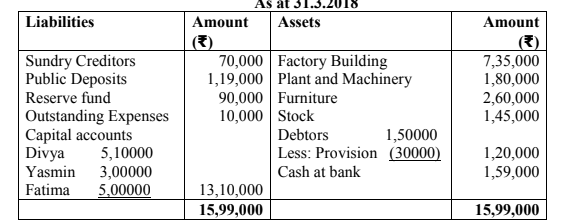 As at 31.3.2018
Liabilities Amount (₹) Assets Amount (₹)
Sundry Creditors 70,000 Factory Building 7,35,000
Public Deposits 1,19,000 Plant and Machinery 1,80,000
Reserve fund 90,000 Furniture 2,60,000
Outstanding Expenses 10,000 Stock 1,45,000
Capital accounts Debtors 1,50000
Divya 5,10000 Less: Provision (30000) 1,20,000
Yasmin 3,00000 Cash at bank 1,59,000
Fatima 5,00000 13,10,000
15,99,000 15,99,000